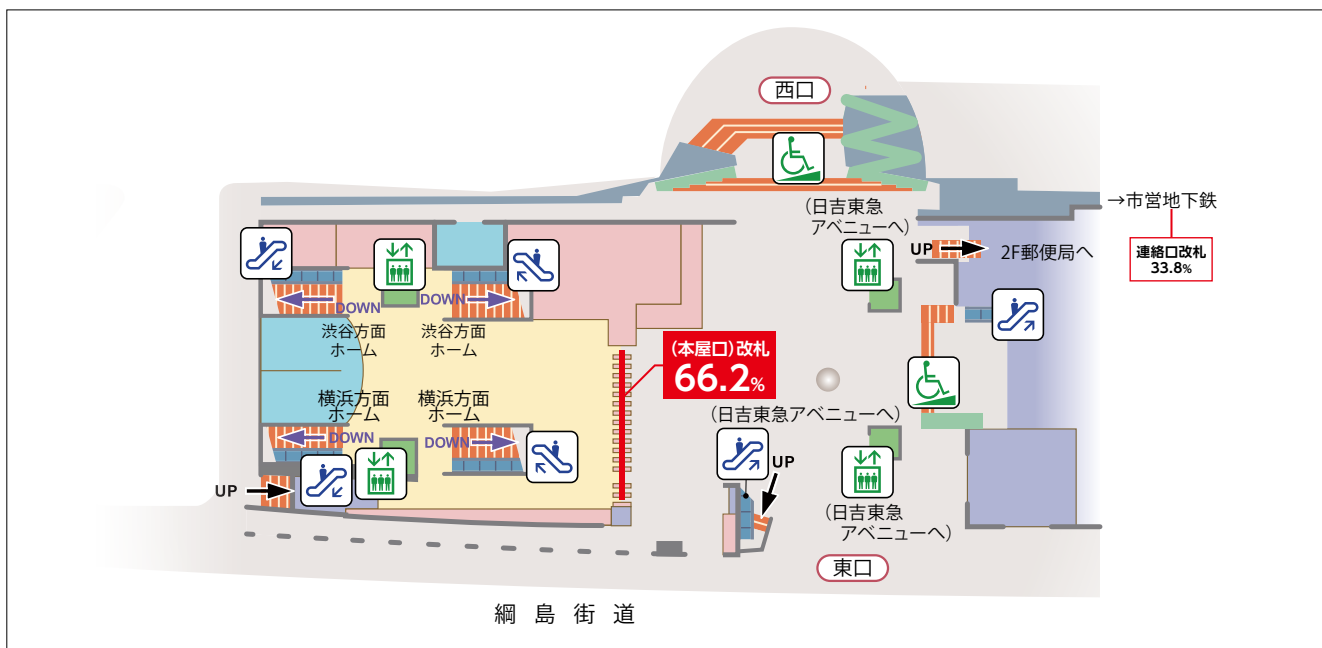 西口
→市営地下鉄
連絡口改札
33.8%
(日吉東急
アベニューへ)
UP
2F郵便局へ
DOWN
DOWN
渋谷方面
ホーム
渋谷方面
ホーム
(本屋口)改札
66.2%
横浜方面
ホーム
横浜方面
ホーム
(日吉東急アベニューへ)
DOWN
DOWN
UP
UP
(日吉東急
アベニューへ)
東口
綱島街道